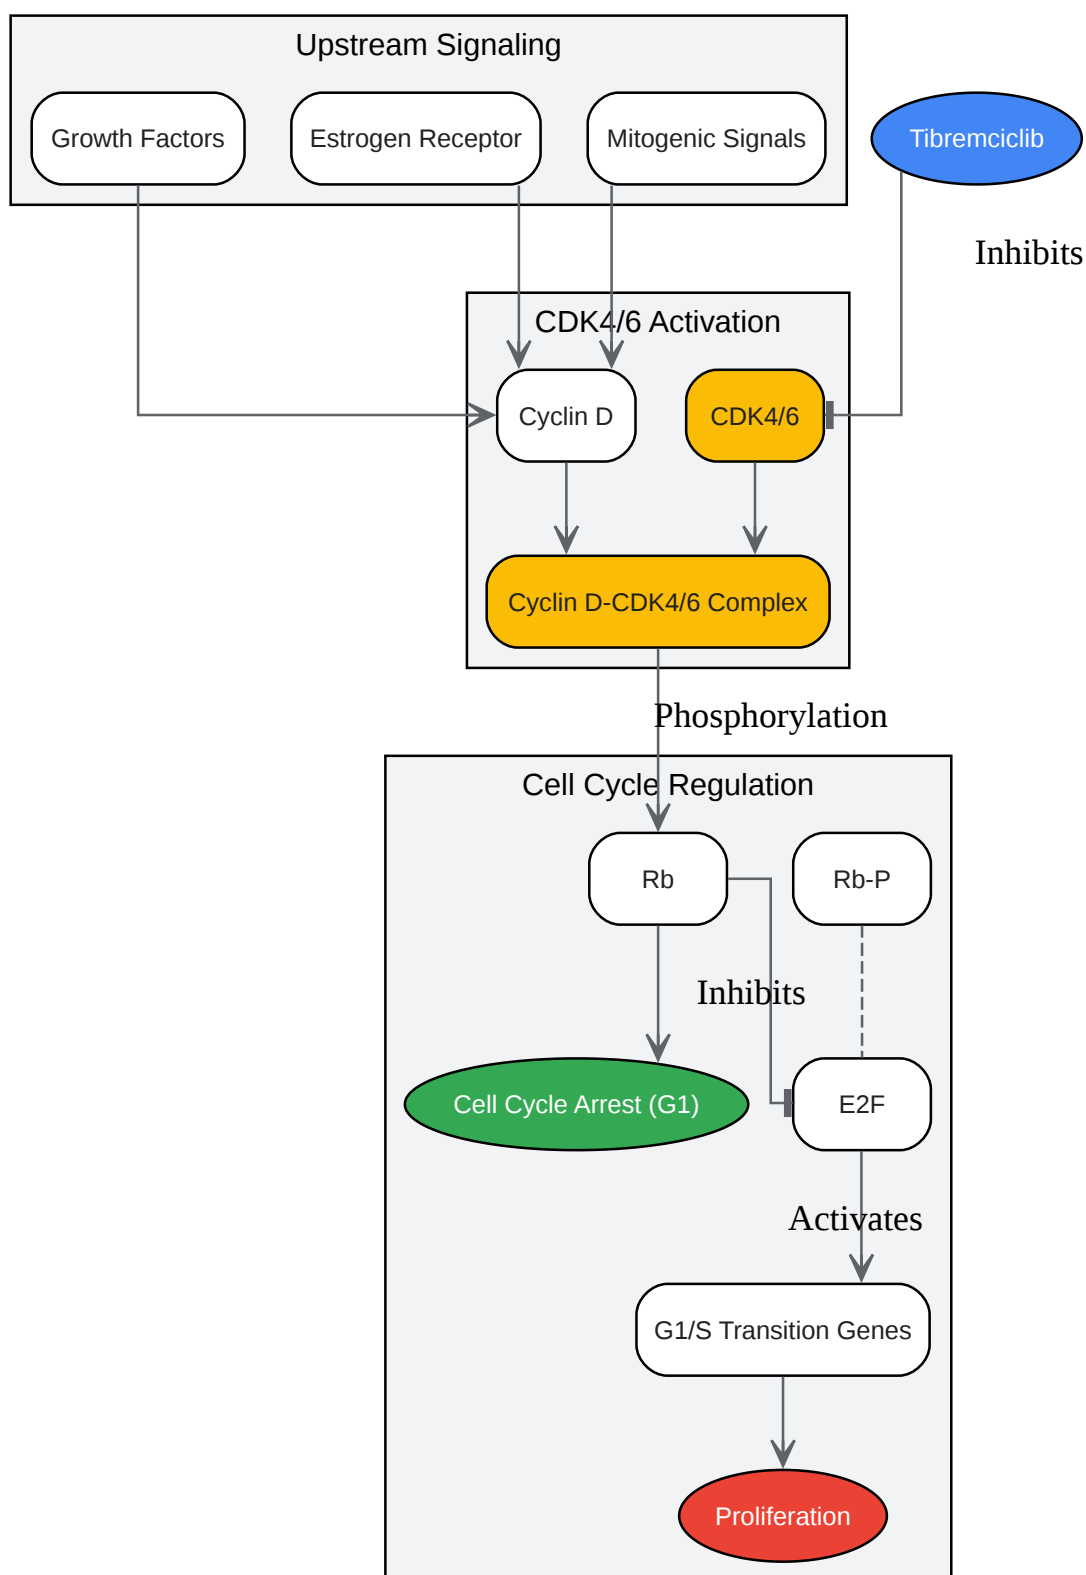 Upstream Signaling
Growth Factors
Estrogen Receptor
Mitogenic Signals
Tibremciclib
Inhibits
CDK4/6 Activation
Cyclin D
CDK4/6
Cyclin D-CDK4/6 Complex
Phosphorylation
Cell Cycle Regulation
Rb
Rb-P
Inhibits
Cell Cycle Arrest (G1)
E2F
Activates
G1/S Transition Genes
Proliferation